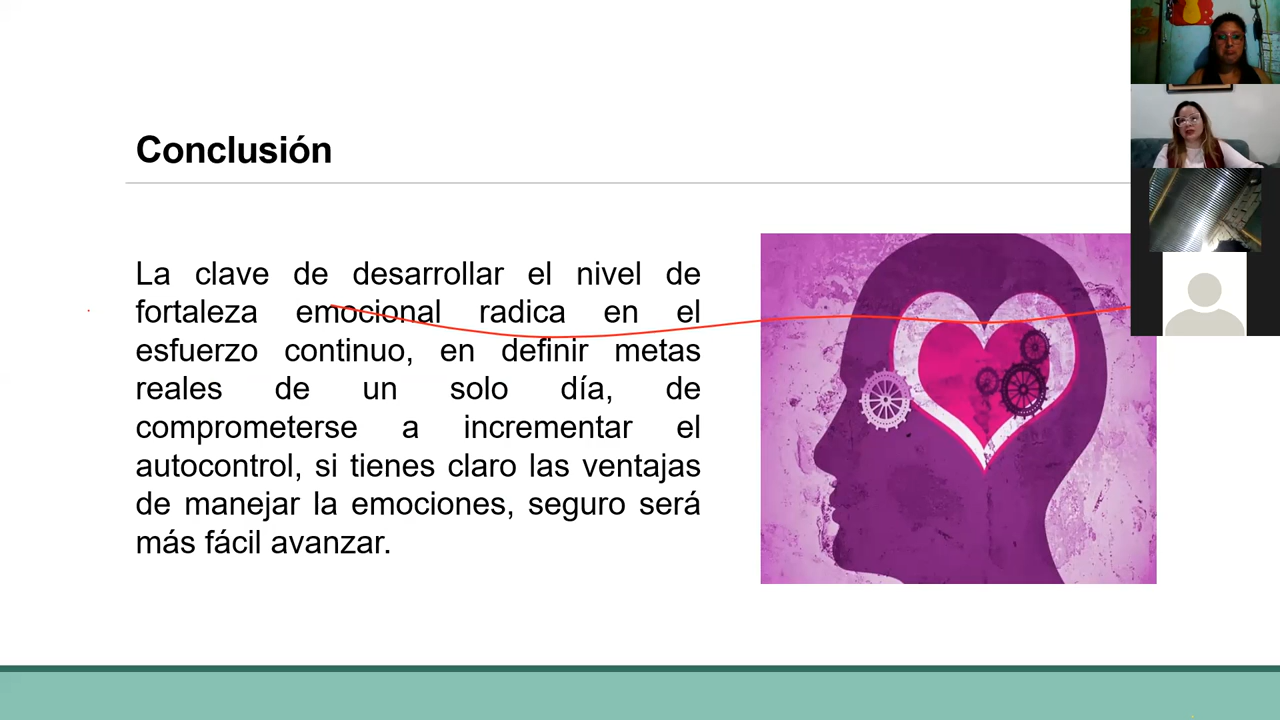 Conclusión
La clave de desarrollar el nivel de
fortaleza emocional radica en el
esfuerzo continuo, en definir metas
reales de un solo día, de
comprometerse a incrementar el
autocontrol, si tienes claro las ventajas
de manejar la emociones, seguro será
más fácil avanzar.